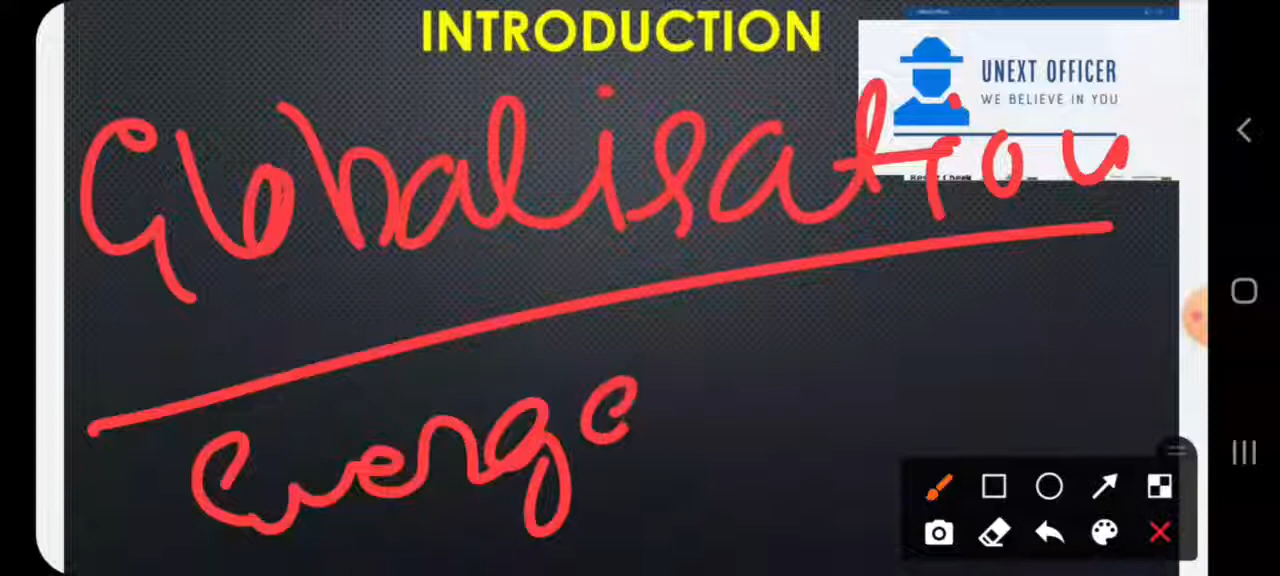 INTRODUCTION
UNEXT OFFICER
WE BELIEVE IN YOU
Globalisation